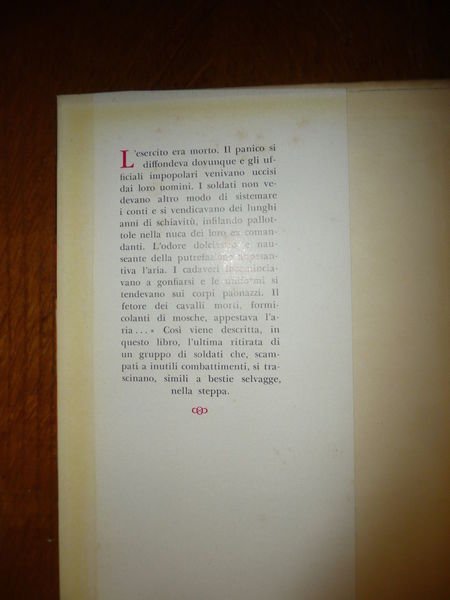 L'esercito era morto. Il panico si
diffondeva dovunque e gli uf-
ficiali impopolari venivano uccisi
dai loro uomini. I soldati non ve-
devano altro modo di sistemare
i conti e si vendicavano dei lunghi
anni di schiavitù, infilando pallot-
tole nella nuca dei loro ex coman-
danti. L'odore dolciastro e nau-
seante della putrefazione appesan-
tiva l'aria. I cadaveri incomincia-
vano a gonfiarsi e le uniformi si
tendevano sui corpi paonazzi. Il
fetore dei cavalli morti, formi-
colanti di mosche, appestava l'a-
ria...» Così viene descritta, in
questo libro, l'ultima ritirata di
un gruppo di soldati che, scam-
pati a inutili combattimenti, si tra-
scinano, simili a bestie selvagge,
nella steppa.